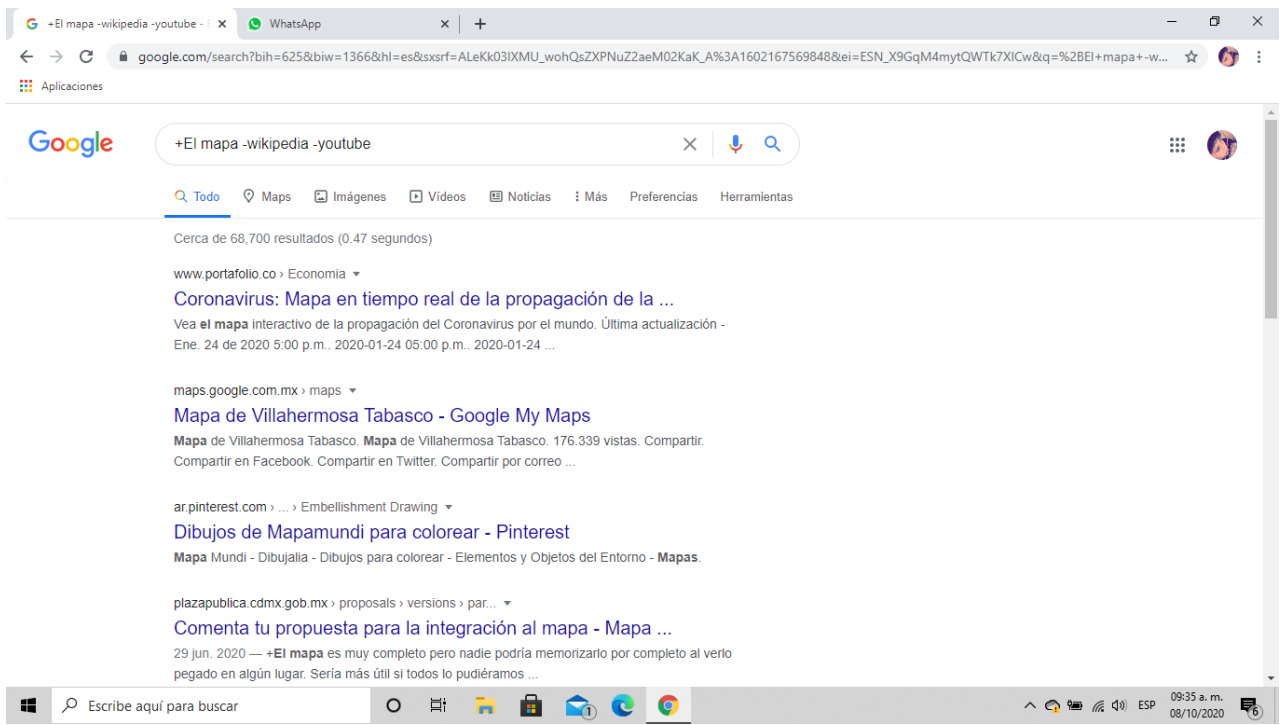 +El mapa -wikipedia -youtube -
WhatsApp
google.com/search?bih=625&biw=1366&hl=es&sxsrf=ALeKk03IXMU_wohQsZXPNuZ2aeM02KaK_A%3A1602167569848&ei=ESN_X9GqM4mytQWTk7XICw&q=%2BEl+mapa+-w...
Aplicaciones
Google
+El mapa -wikipedia -youtube
Todo Maps Imágenes Vídeos Noticias Más Preferencias Herramientas
Cerca de 68,700 resultados (0.47 segundos)
www.portafolio.co › Economia
Coronavirus: Mapa en tiempo real de la propagación de la ...
Vea el mapa interactivo de la propagación del Coronavirus por el mundo. Última actualización -
Ene. 24 de 2020 5:00 p.m.. 2020-01-24 05:00 p.m.. 2020-01-24 ...
maps.google.com.mx › maps
Mapa de Villahermosa Tabasco - Google My Maps
Mapa de Villahermosa Tabasco. Mapa de Villahermosa Tabasco. 176.339 vistas. Compartir.
Compartir en Facebook. Compartir en Twitter. Compartir por correo ...
ar.pinterest.com › ... › Embellishment Drawing
Dibujos de Mapamundi para colorear - Pinterest
Mapa Mundi - Dibujalia - Dibujos para colorear - Elementos y Objetos del Entorno - Mapas.
plazapublica.cdmx.gob.mx › proposals › versions › par...
Comenta tu propuesta para la integración al mapa - Mapa ...
29 jun. 2020 — +El mapa es muy completo pero nadie podría memorizarlo por completo al verlo
pegado en algún lugar. Sería más útil si todos lo pudiéramos ...
Escribe aquí para buscar
1
ESP
09:35 a. m.
08/10/2020
6